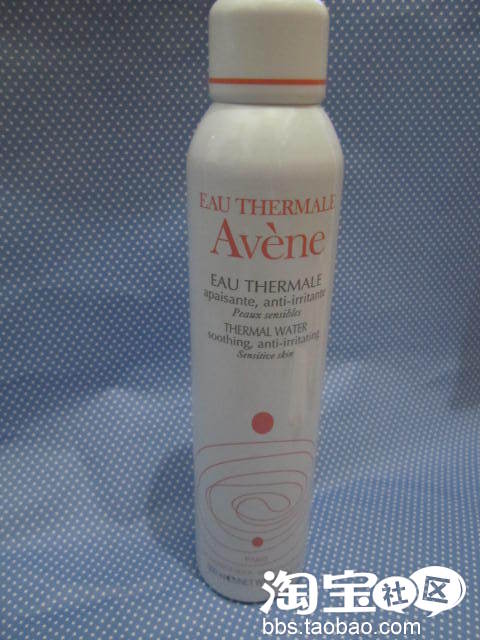 EAU THERMALE
Avène
EAU THERMALE
apaisante, anti-irritante
Peaux sensibles
THERMAL WATER
soothing, anti-irritating
Sensitive skin
PARIS
淘宝社区
bbs.taobao.com